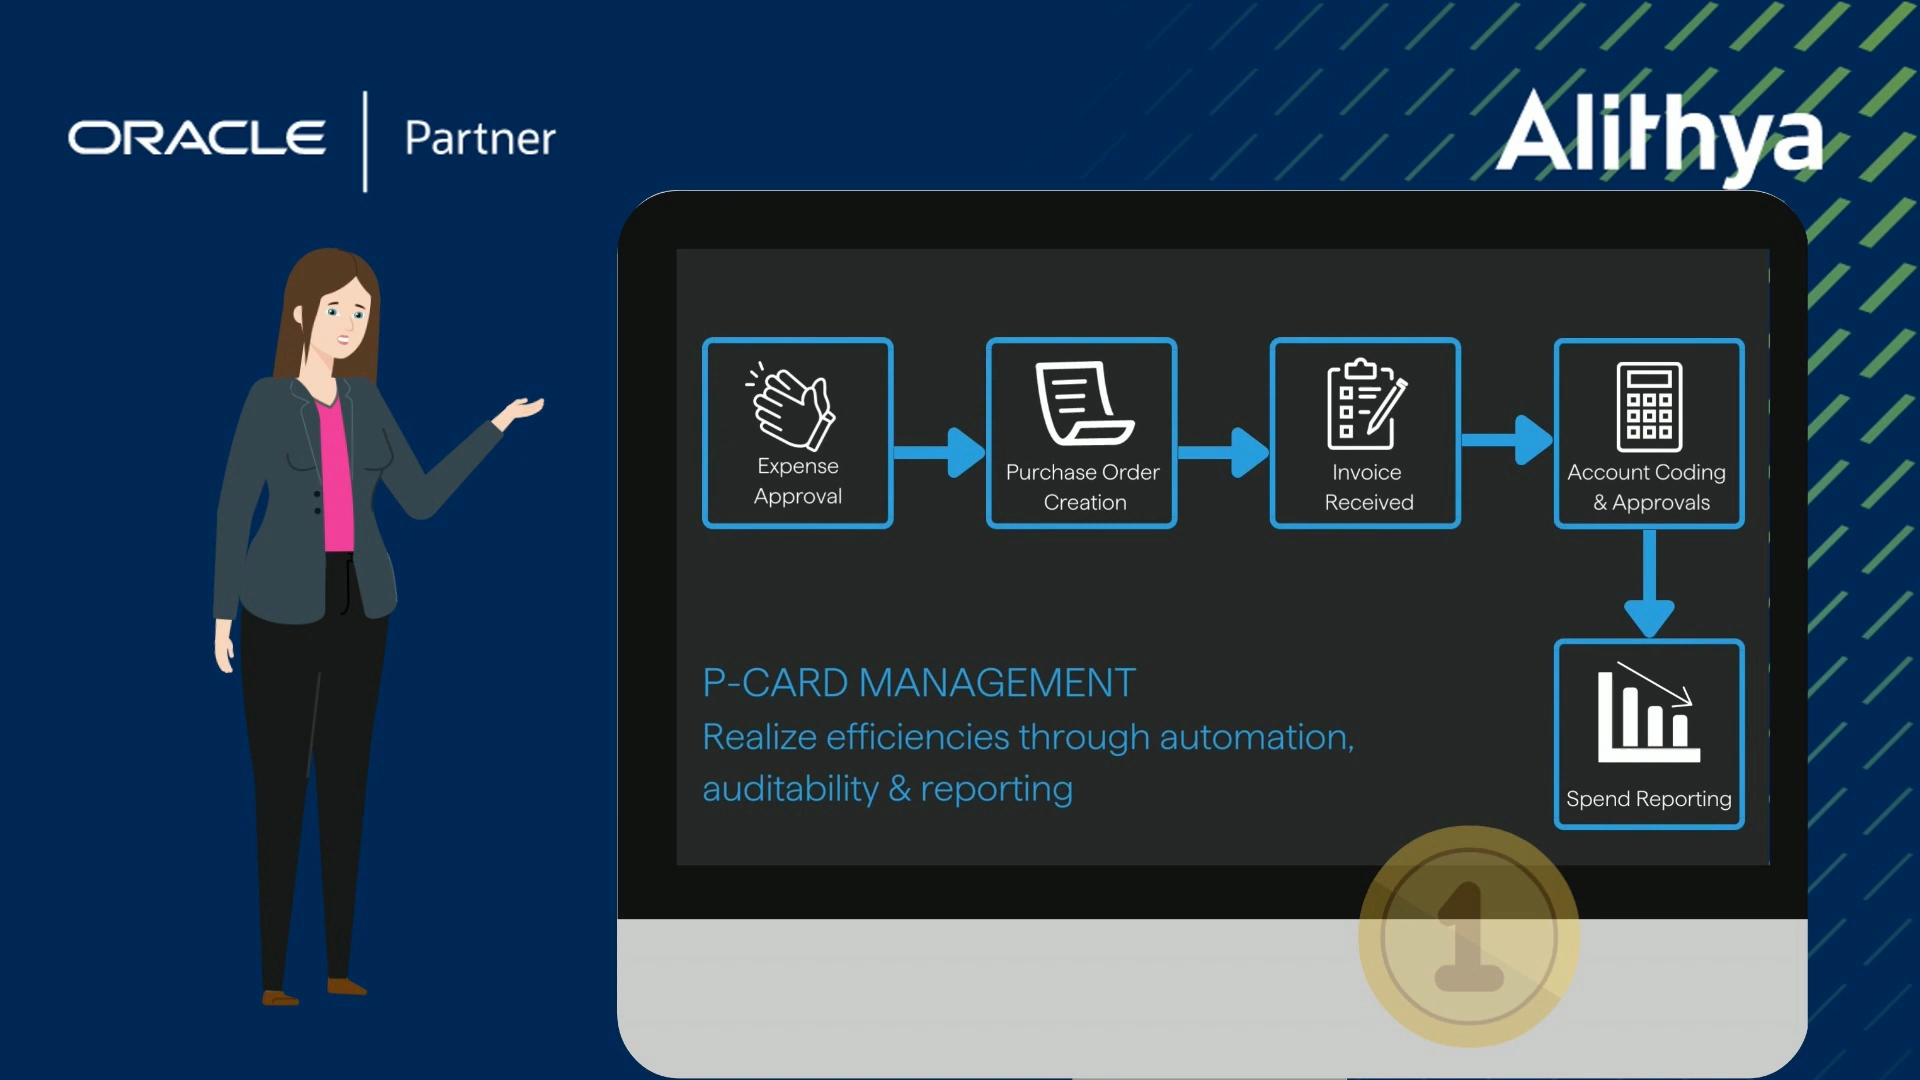 ORACLE | Partner
Alithya
Expense
Approval
Purchase Order
Creation
Invoice
Received
Account Coding
& Approvals
Spend Reporting
P-CARD MANAGEMENT
Realize efficiencies through automation,
auditability & reporting
1